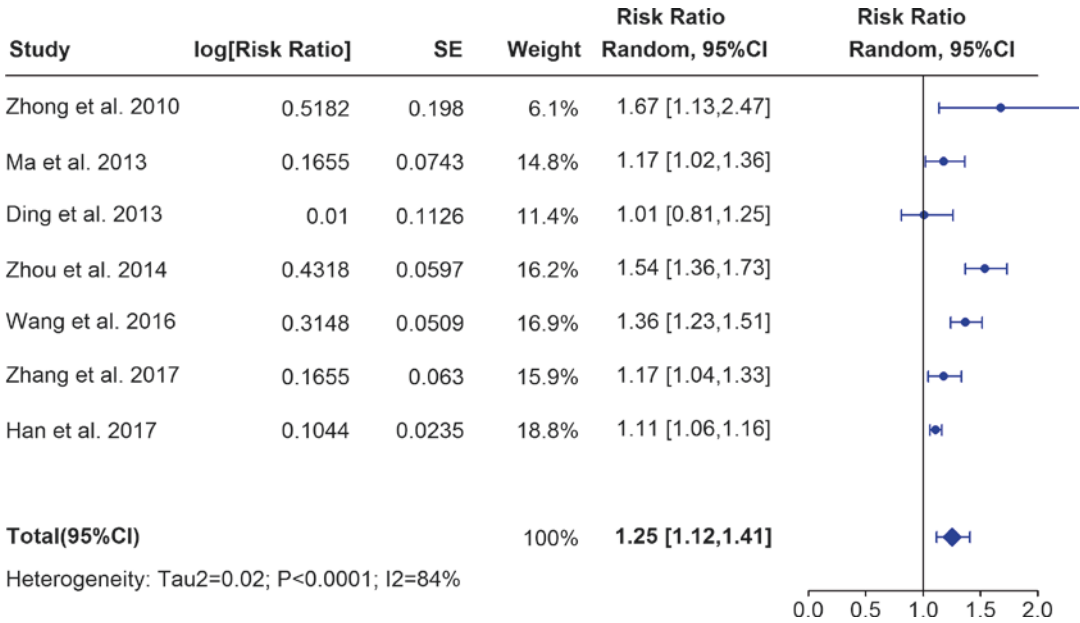 Risk Ratio Risk Ratio
Study log[Risk Ratio] SE Weight Random, 95%CI Random, 95%CI
Zhong et al. 2010 0.5182 0.198 6.1% 1.67 [1.13,2.47]
Ma et al. 2013 0.1655 0.0743 14.8% 1.17 [1.02,1.36]
Ding et al. 2013 0.01 0.1126 11.4% 1.01 [0.81,1.25]
Zhou et al. 2014 0.4318 0.0597 16.2% 1.54 [1.36,1.73]
Wang et al. 2016 0.3148 0.0509 16.9% 1.36 [1.23,1.51]
Zhang et al. 2017 0.1655 0.063 15.9% 1.17 [1.04,1.33]
Han et al. 2017 0.1044 0.0235 18.8% 1.11 [1.06,1.16]
Total(95%CI) 100% 1.25 [1.12,1.41]
Heterogeneity: Tau2=0.02; P<0.0001; I2=84%
0.0 0.5 1.0 1.5 2.0